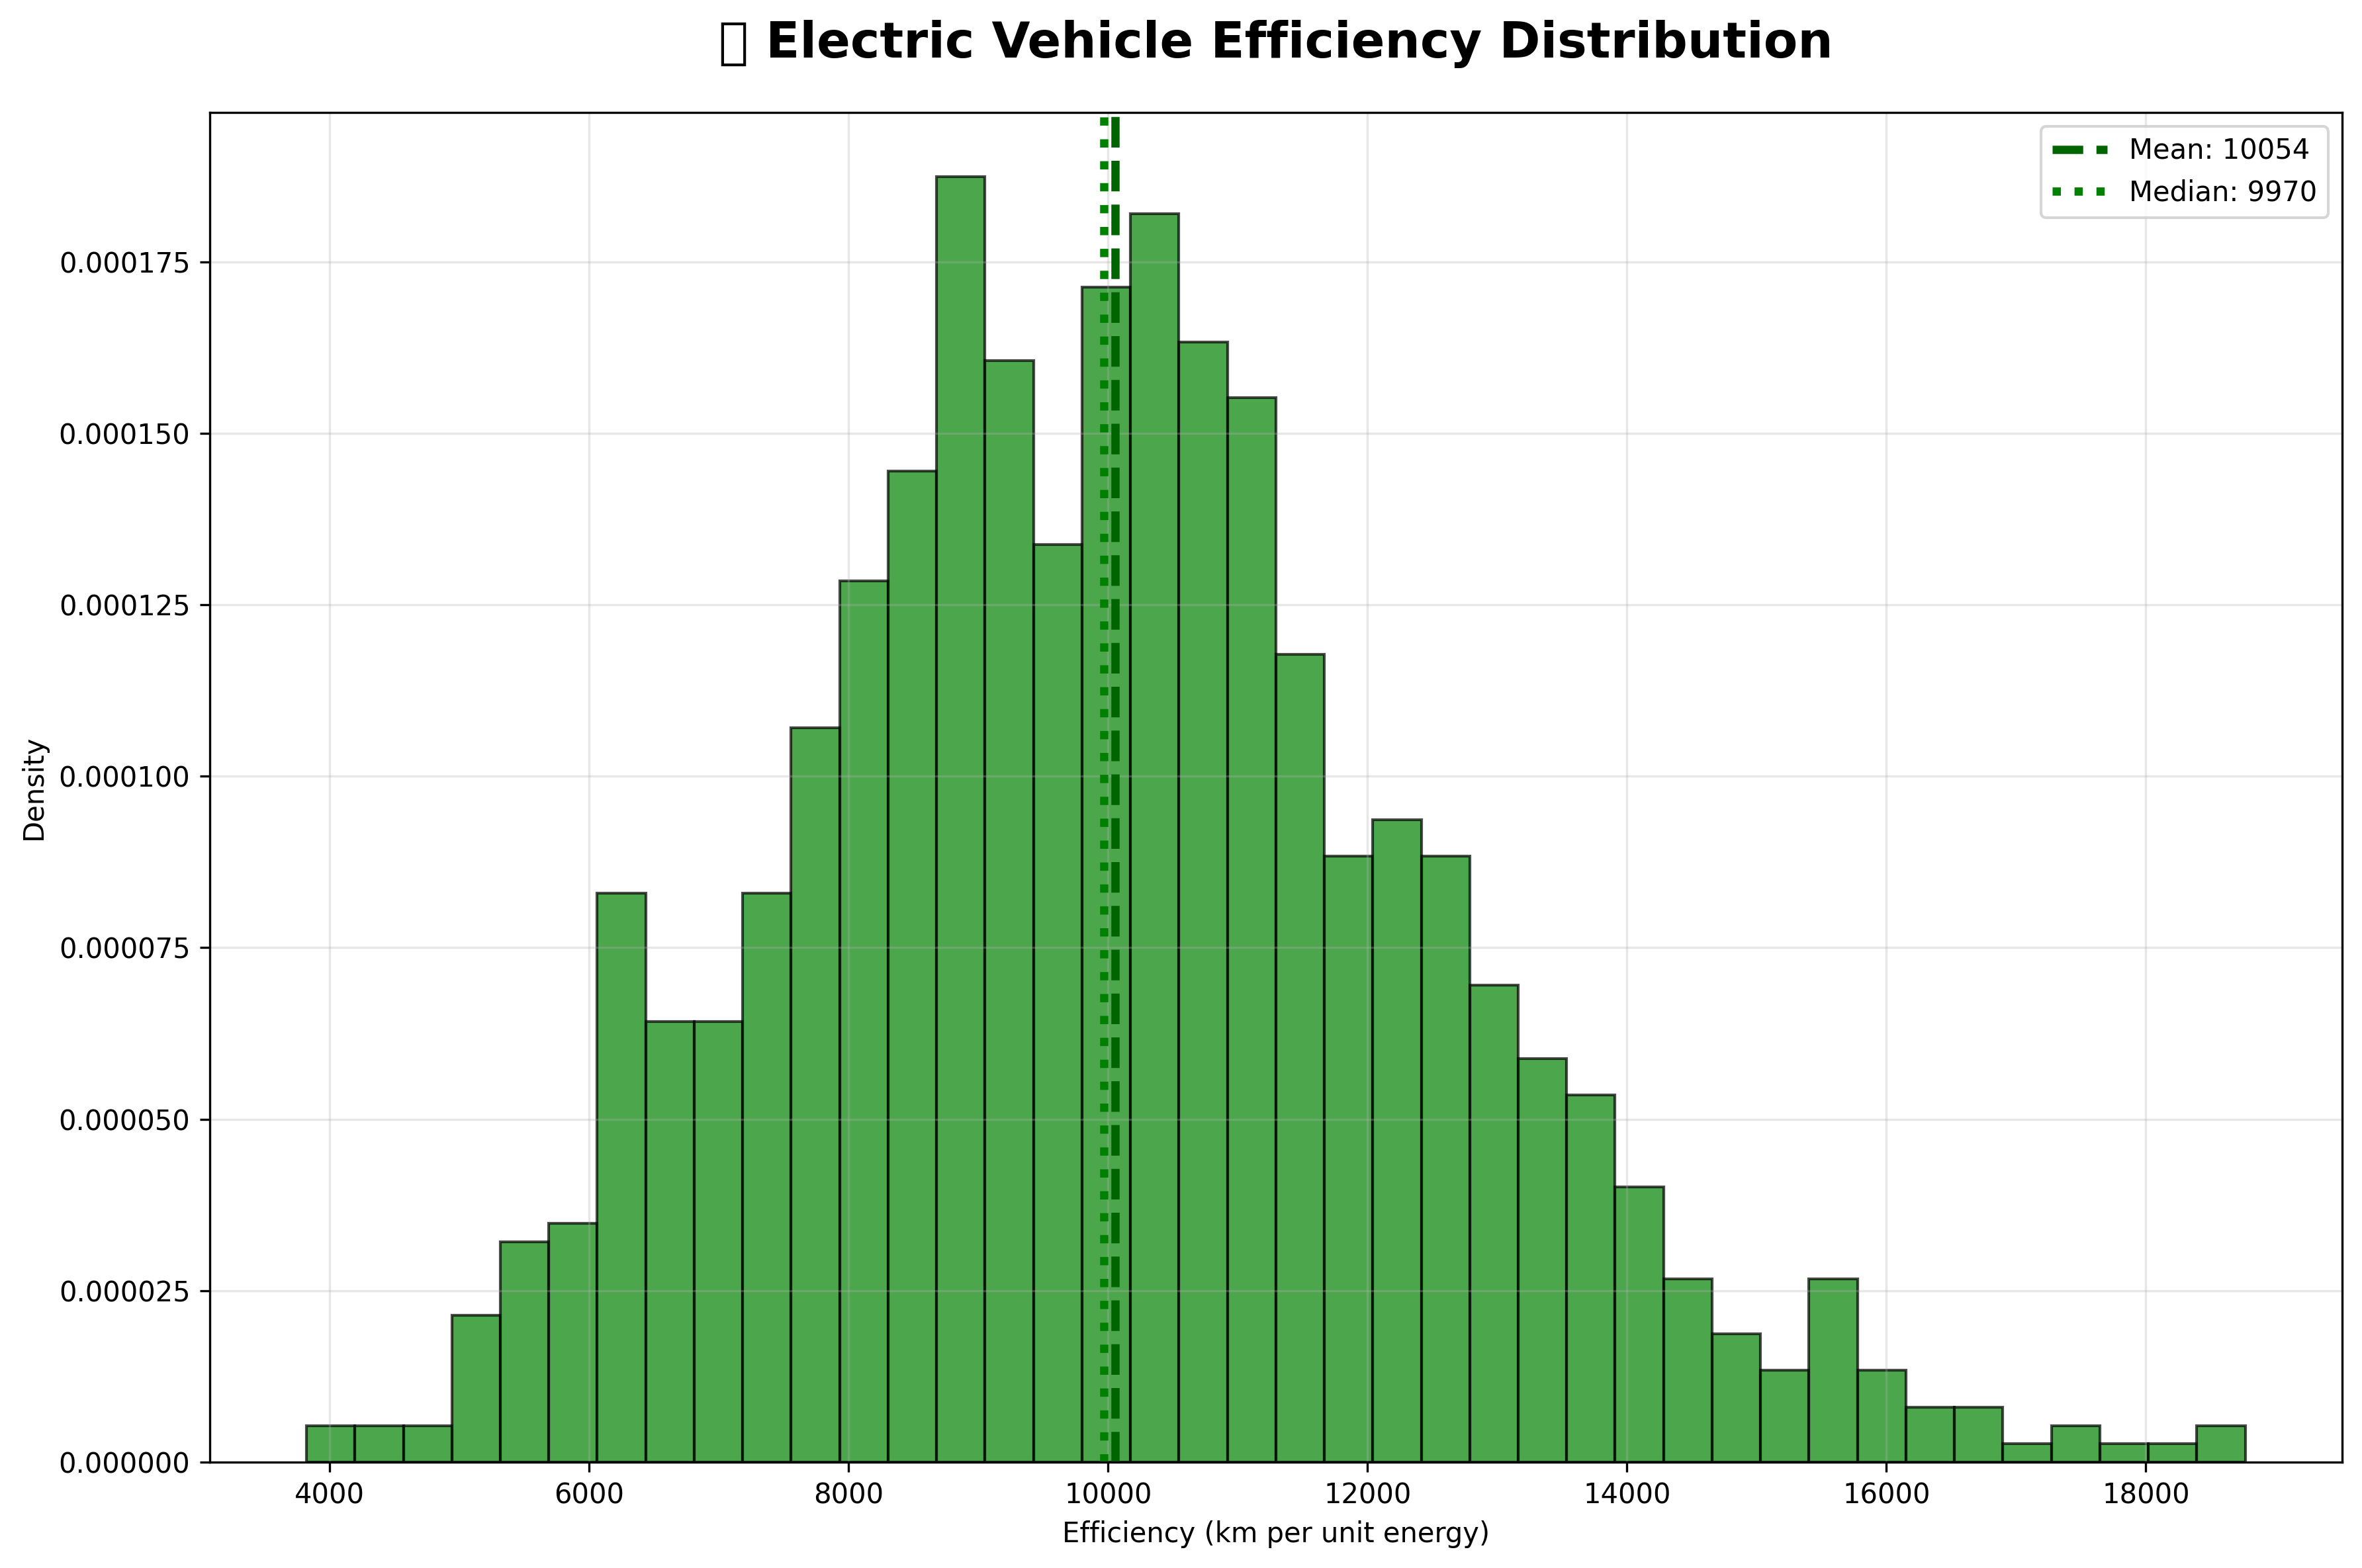 ▯ Electric Vehicle Efficiency Distribution
Mean: 10054
Median: 9970
0.000175
0.000150
0.000125
0.000100
0.000075
0.000050
0.000025
0.000000
Density
4000 6000 8000 10000 12000 14000 16000 18000
Efficiency (km per unit energy)